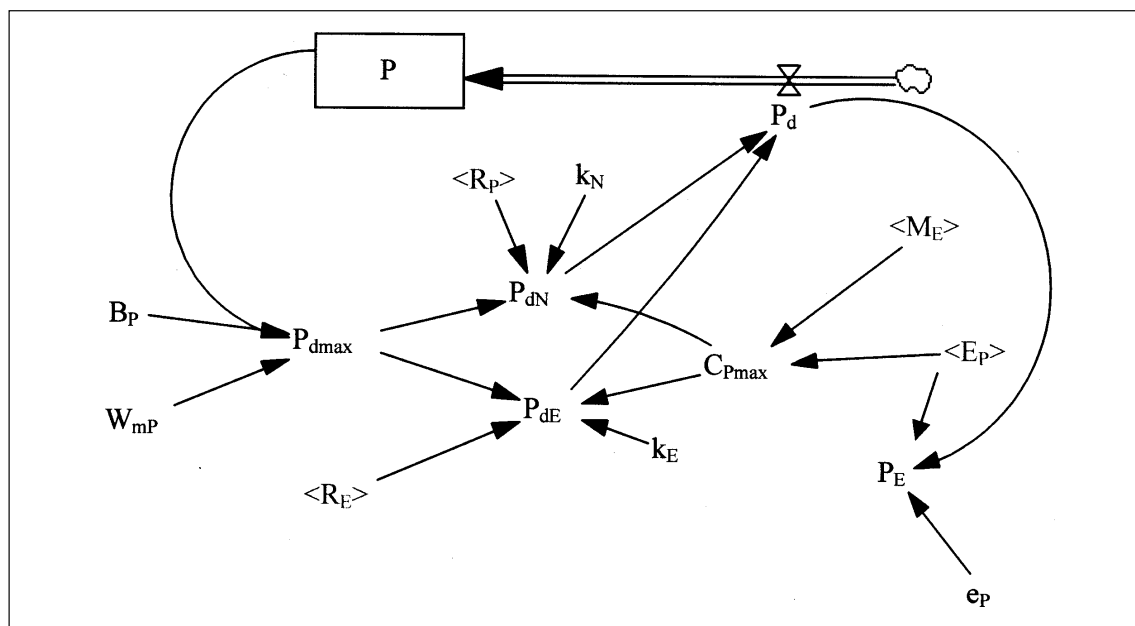 P
P_d
<R_P>
k_N
<M_E>
P_dN
B_P
P_dmax
<E_P>
C_Pmax
W_mP
P_dE
k_E
P_E
<R_E>
e_P